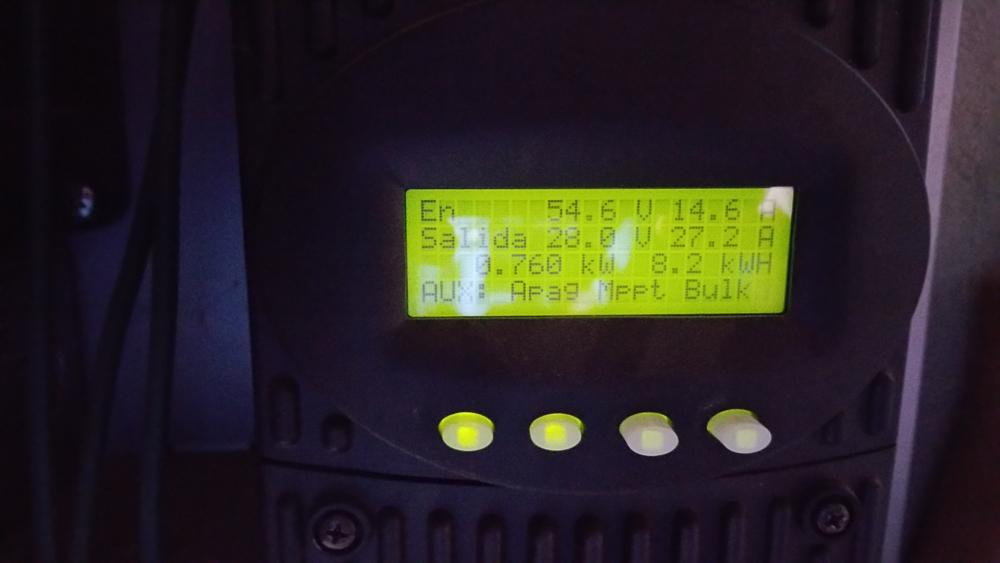 En 54.6 V 14.6 A
Salida 28.0 V 27.2 A
0.760 kW 8.2 kWH
AUX: Apag Mppt Bulk